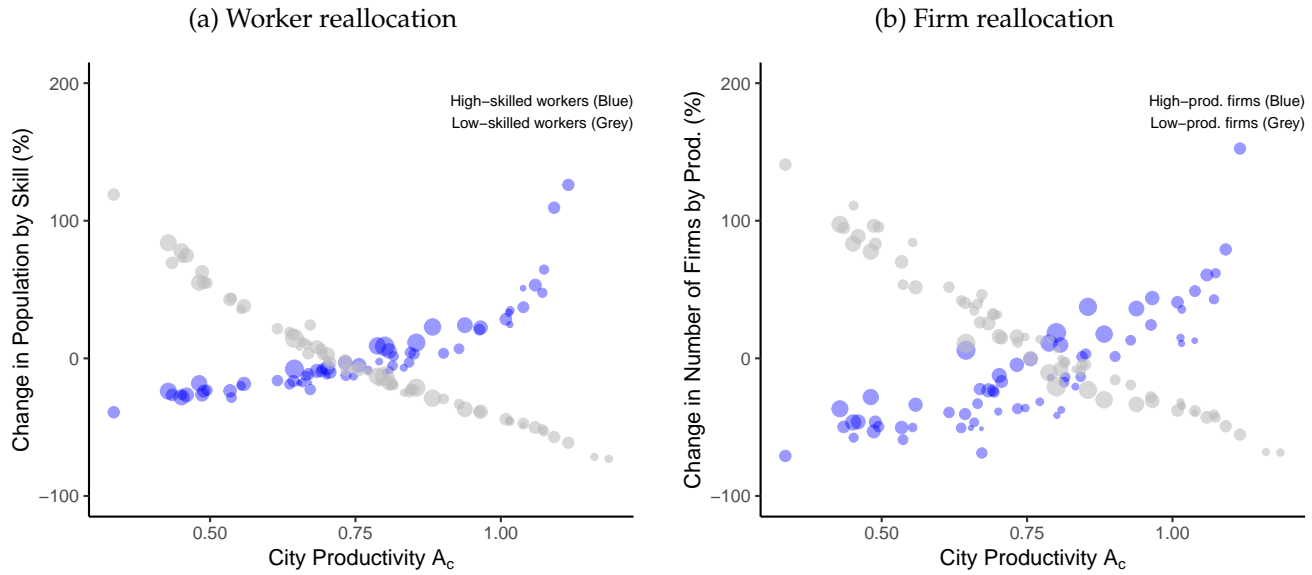 (a) Worker reallocation
200
100
0
−100
0.50
0.75
1.00
City Productivity Ac
Change in Population by Skill (%)
High−skilled workers (Blue)
Low−skilled workers (Grey)
(b) Firm reallocation
200
100
0
−100
0.50
0.75
1.00
City Productivity Ac
Change in Number of Firms by Prod. (%)
High−prod. firms (Blue)
Low−prod. firms (Grey)